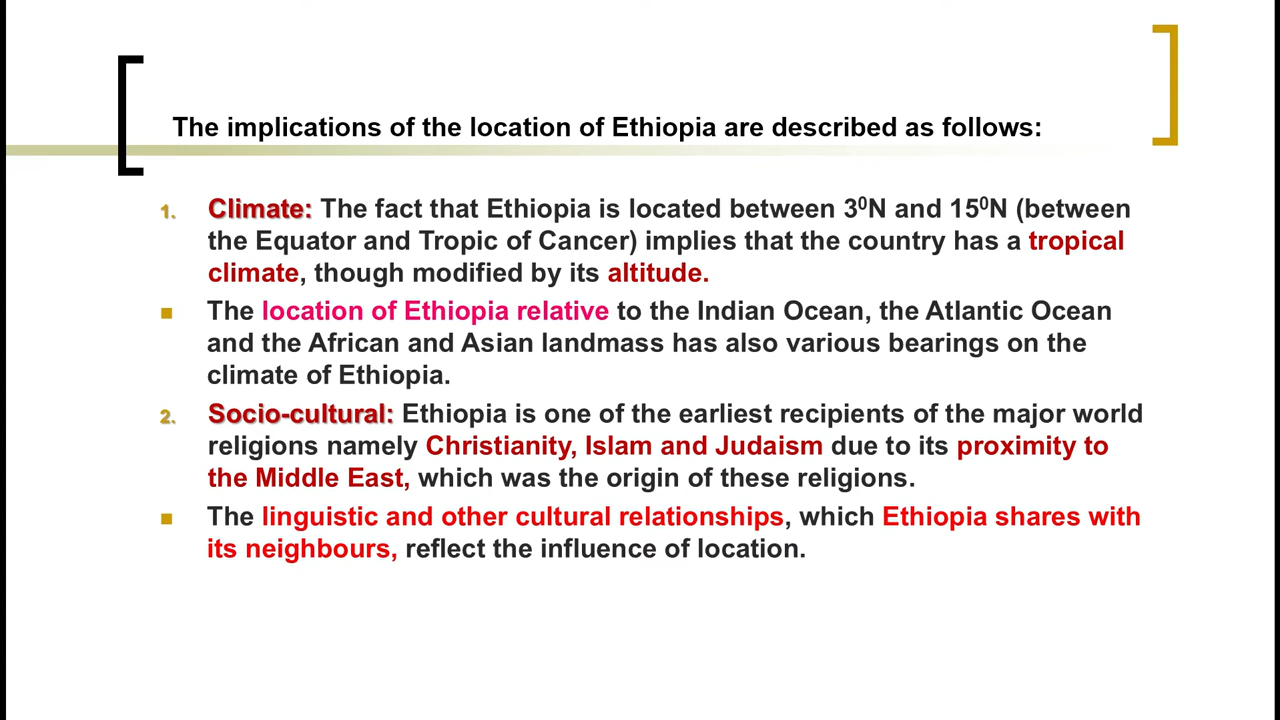 The implications of the location of Ethiopia are described as follows:
1. Climate: The fact that Ethiopia is located between 3⁰N and 15⁰N (between
the Equator and Tropic of Cancer) implies that the country has a tropical
climate, though modified by its altitude.
■ The location of Ethiopia relative to the Indian Ocean, the Atlantic Ocean
and the African and Asian landmass has also various bearings on the
climate of Ethiopia.
2. Socio-cultural: Ethiopia is one of the earliest recipients of the major world
religions namely Christianity, Islam and Judaism due to its proximity to
the Middle East, which was the origin of these religions.
■ The linguistic and other cultural relationships, which Ethiopia shares with
its neighbours, reflect the influence of location.